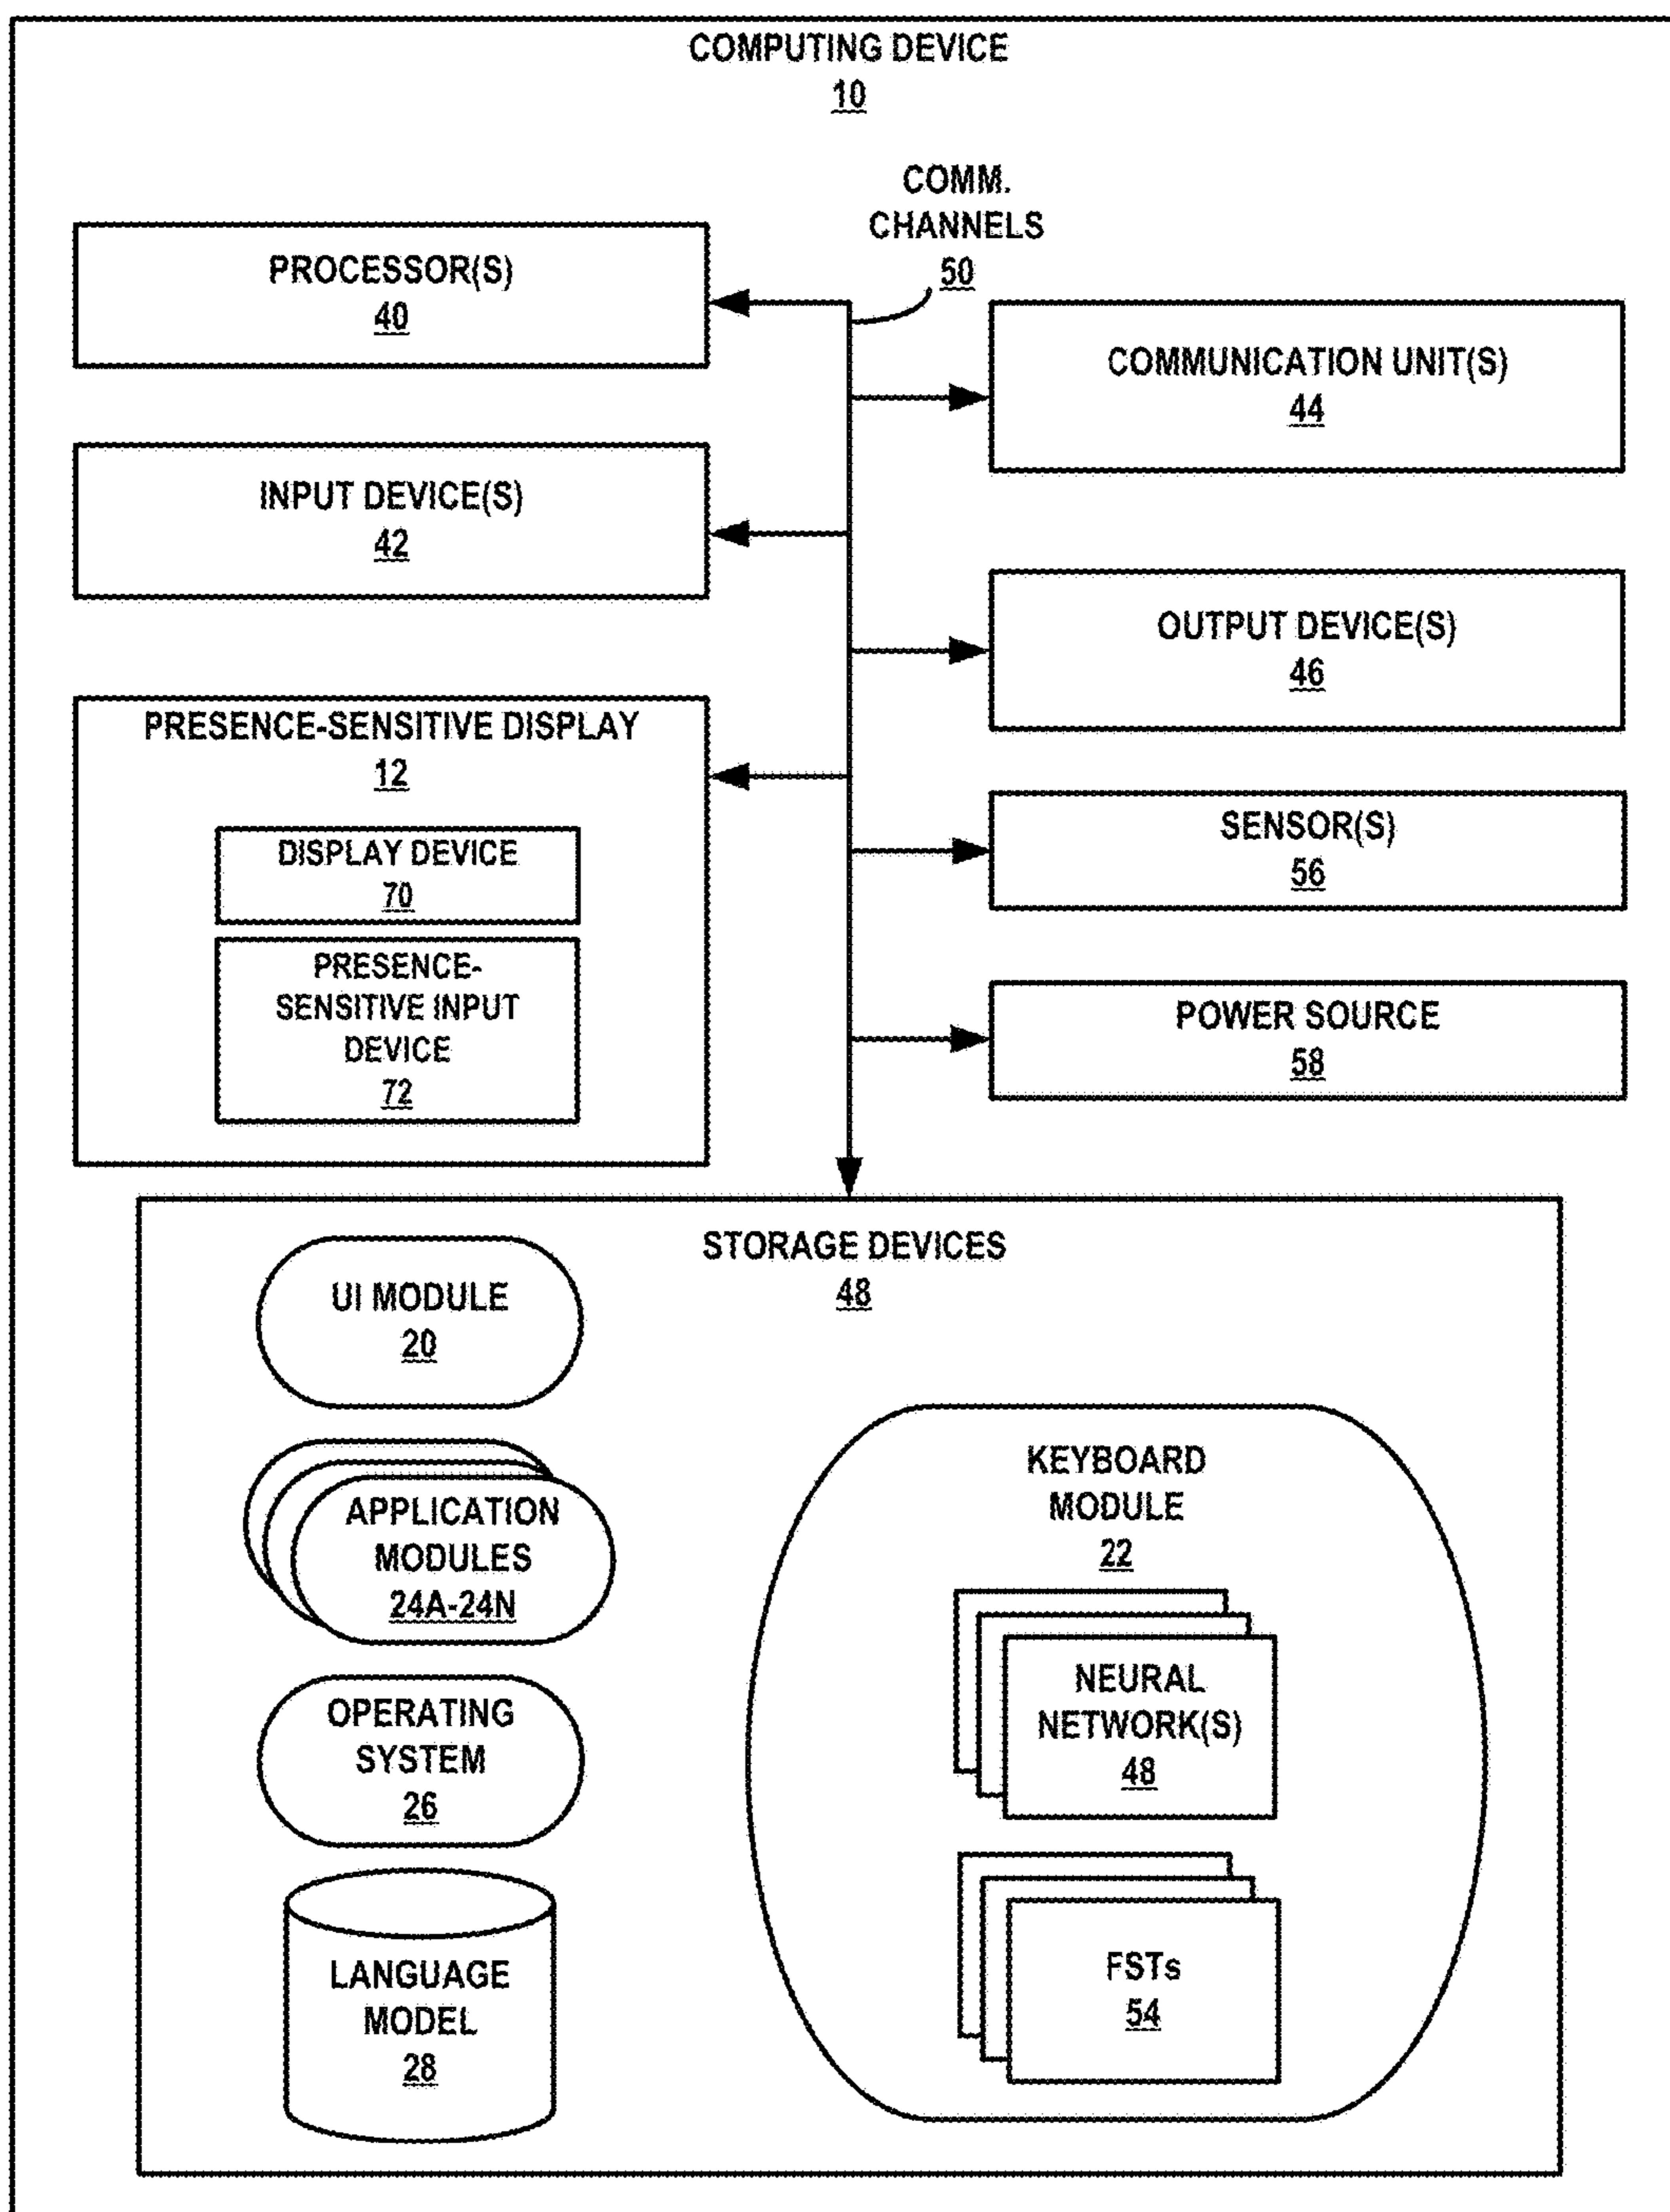 COMPUTING DEVICE
10
COMM.
CHANNELS
50
PROCESSOR(S)
40
COMMUNICATION UNIT(S)
44
INPUT DEVICE(S)
42
OUTPUT DEVICE(S)
46
PRESENCE-SENSITIVE DISPLAY
12
DISPLAY DEVICE
70
PRESENCE-
SENSITIVE INPUT
DEVICE
72
SENSOR(S)
56
POWER SOURCE
58
STORAGE DEVICES
48
UI MODULE
20
APPLICATION
MODULES
24A-24N
OPERATING
SYSTEM
26
LANGUAGE
MODEL
28
KEYBOARD
MODULE
22
NEURAL
NETWORK(S)
48
FSTs
54